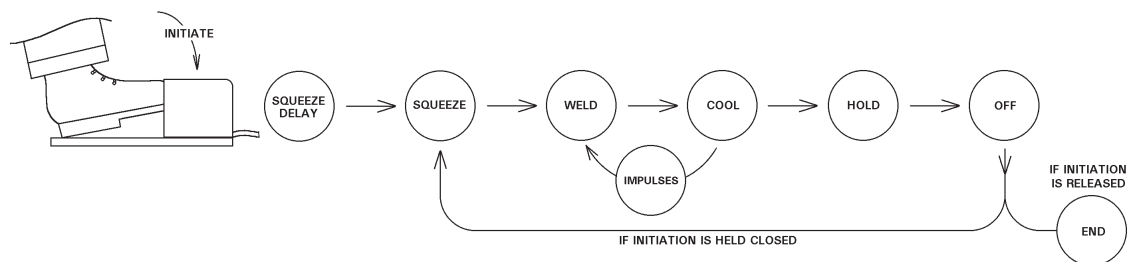 INITIATE
SQUEEZE
DELAY
SQUEEZE
WELD
COOL
HOLD
OFF
IMPULSES
IF INITIATION
IS RELEASED
END
IF INITIATION IS HELD CLOSED